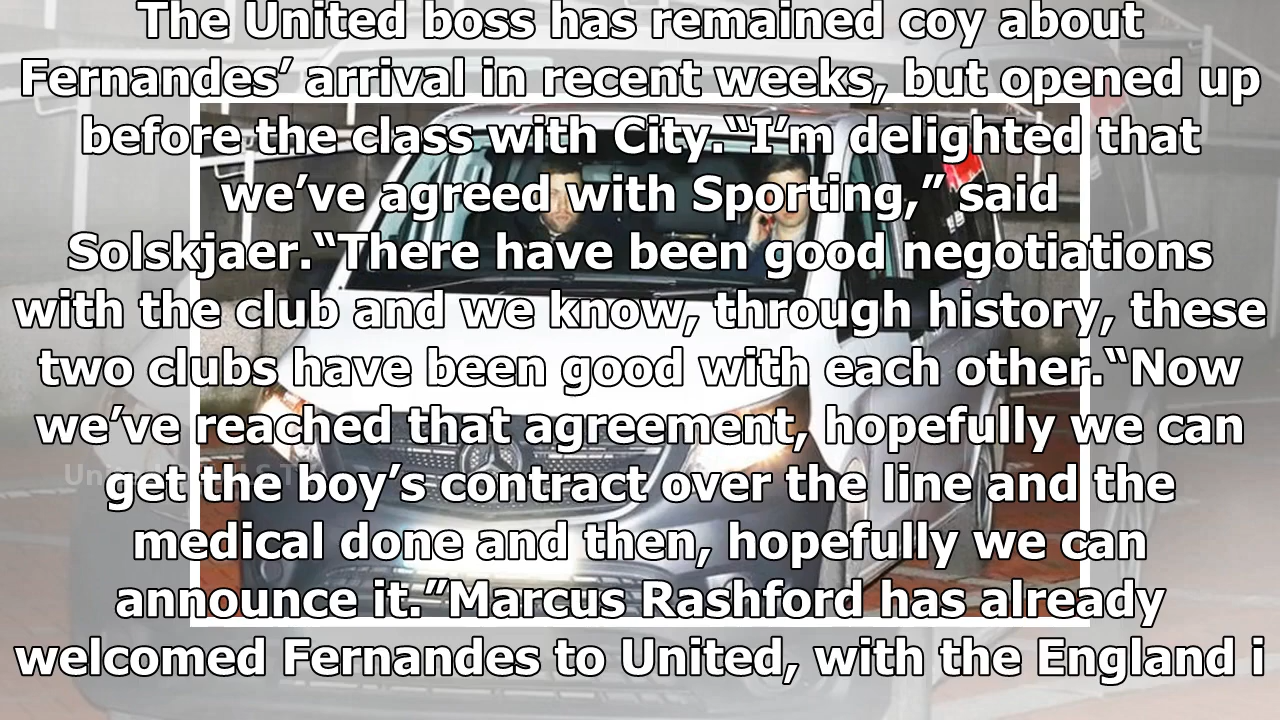 The United boss has remained coy about
Fernandes’ arrival in recent weeks, but opened up
before the class with City.“I’m delighted that
we’ve agreed with Sporting,” said
Solskjaer.“There have been good negotiations
with the club and we know, through history, these
two clubs have been good with each other.“Now
we’ve reached that agreement, hopefully we can
get the boy’s contract over the line and the
medical done and then, hopefully we can
announce it.”Marcus Rashford has already
welcomed Fernandes to United, with the England i